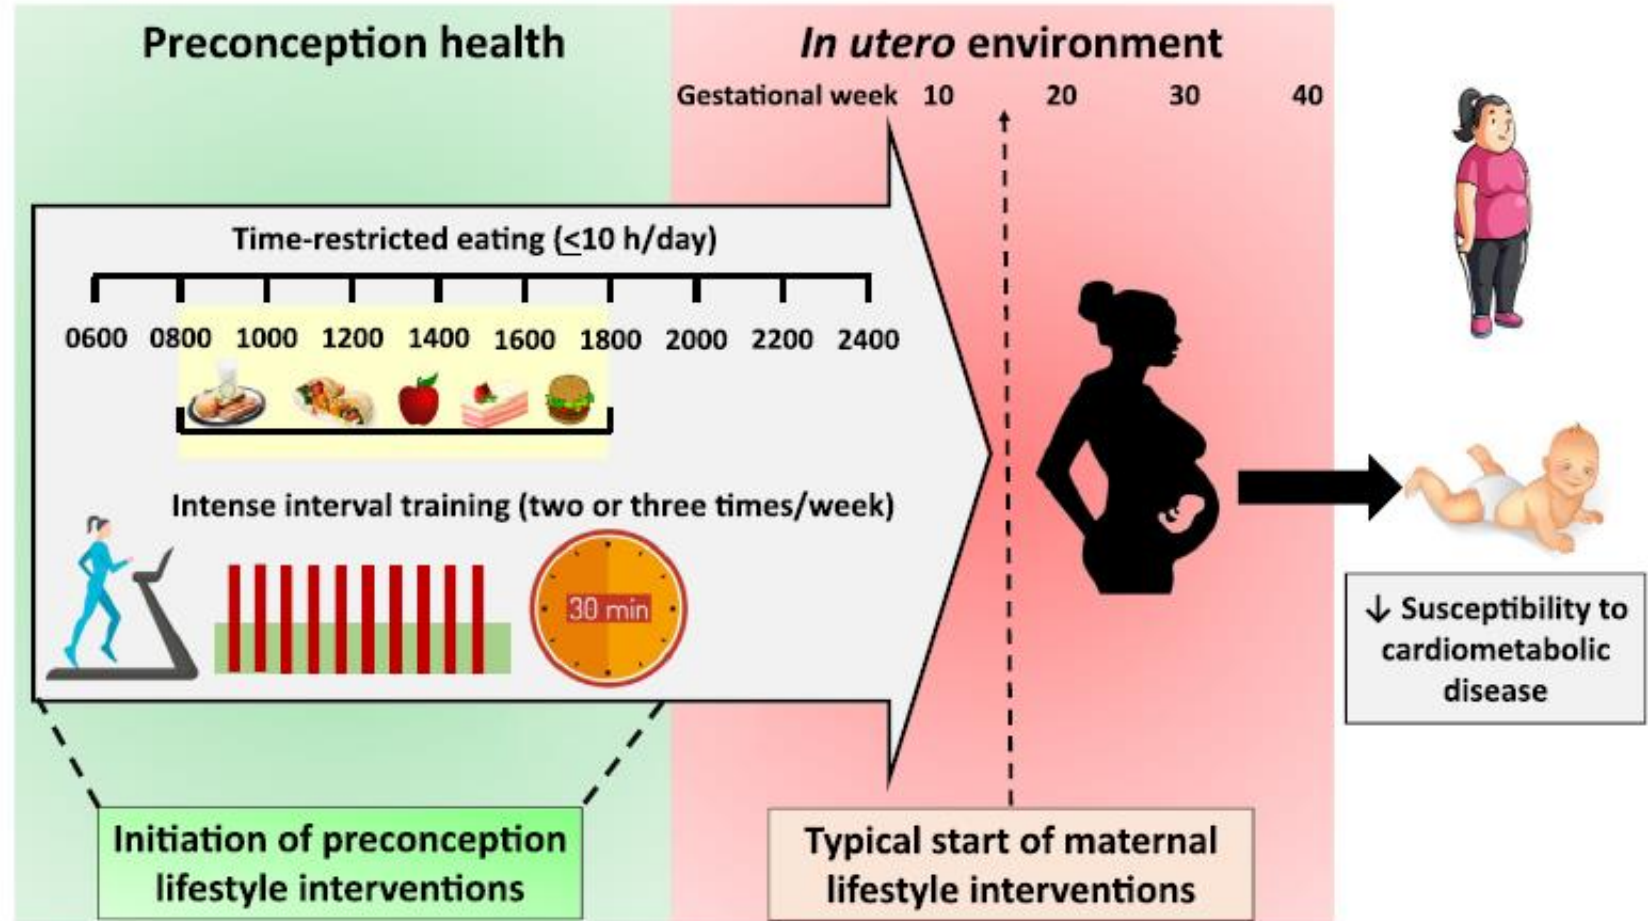 Preconception health
In utero environment
Gestational week 10 20 30 40
Time-restricted eating (<10 h/day)
0600 0800 1000 1200 1400 1600 1800 2000 2200 2400
Intense interval training (two or three times/week)
30 min
↓ Susceptibility to
cardiometabolic
disease
Initiation of preconception
lifestyle interventions
Typical start of maternal
lifestyle interventions